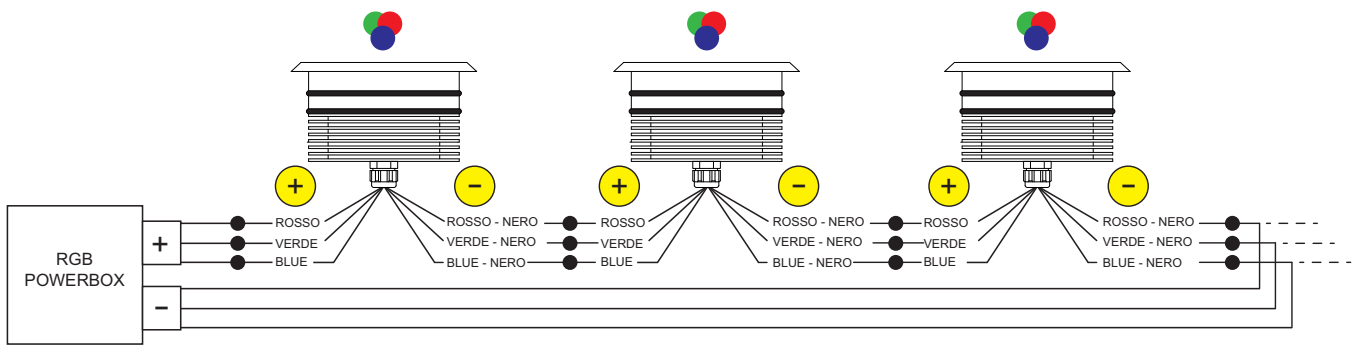 + - + - + -
ROSSO ROSSO - NERO ROSSO ROSSO - NERO ROSSO ROSSO - NERO
+ VERDE VERDE - NERO VERDE VERDE - NERO VERDE VERDE - NERO
BLUE BLUE - NERO BLUE BLUE - NERO BLUE BLUE - NERO
RGB
POWERBOX
-